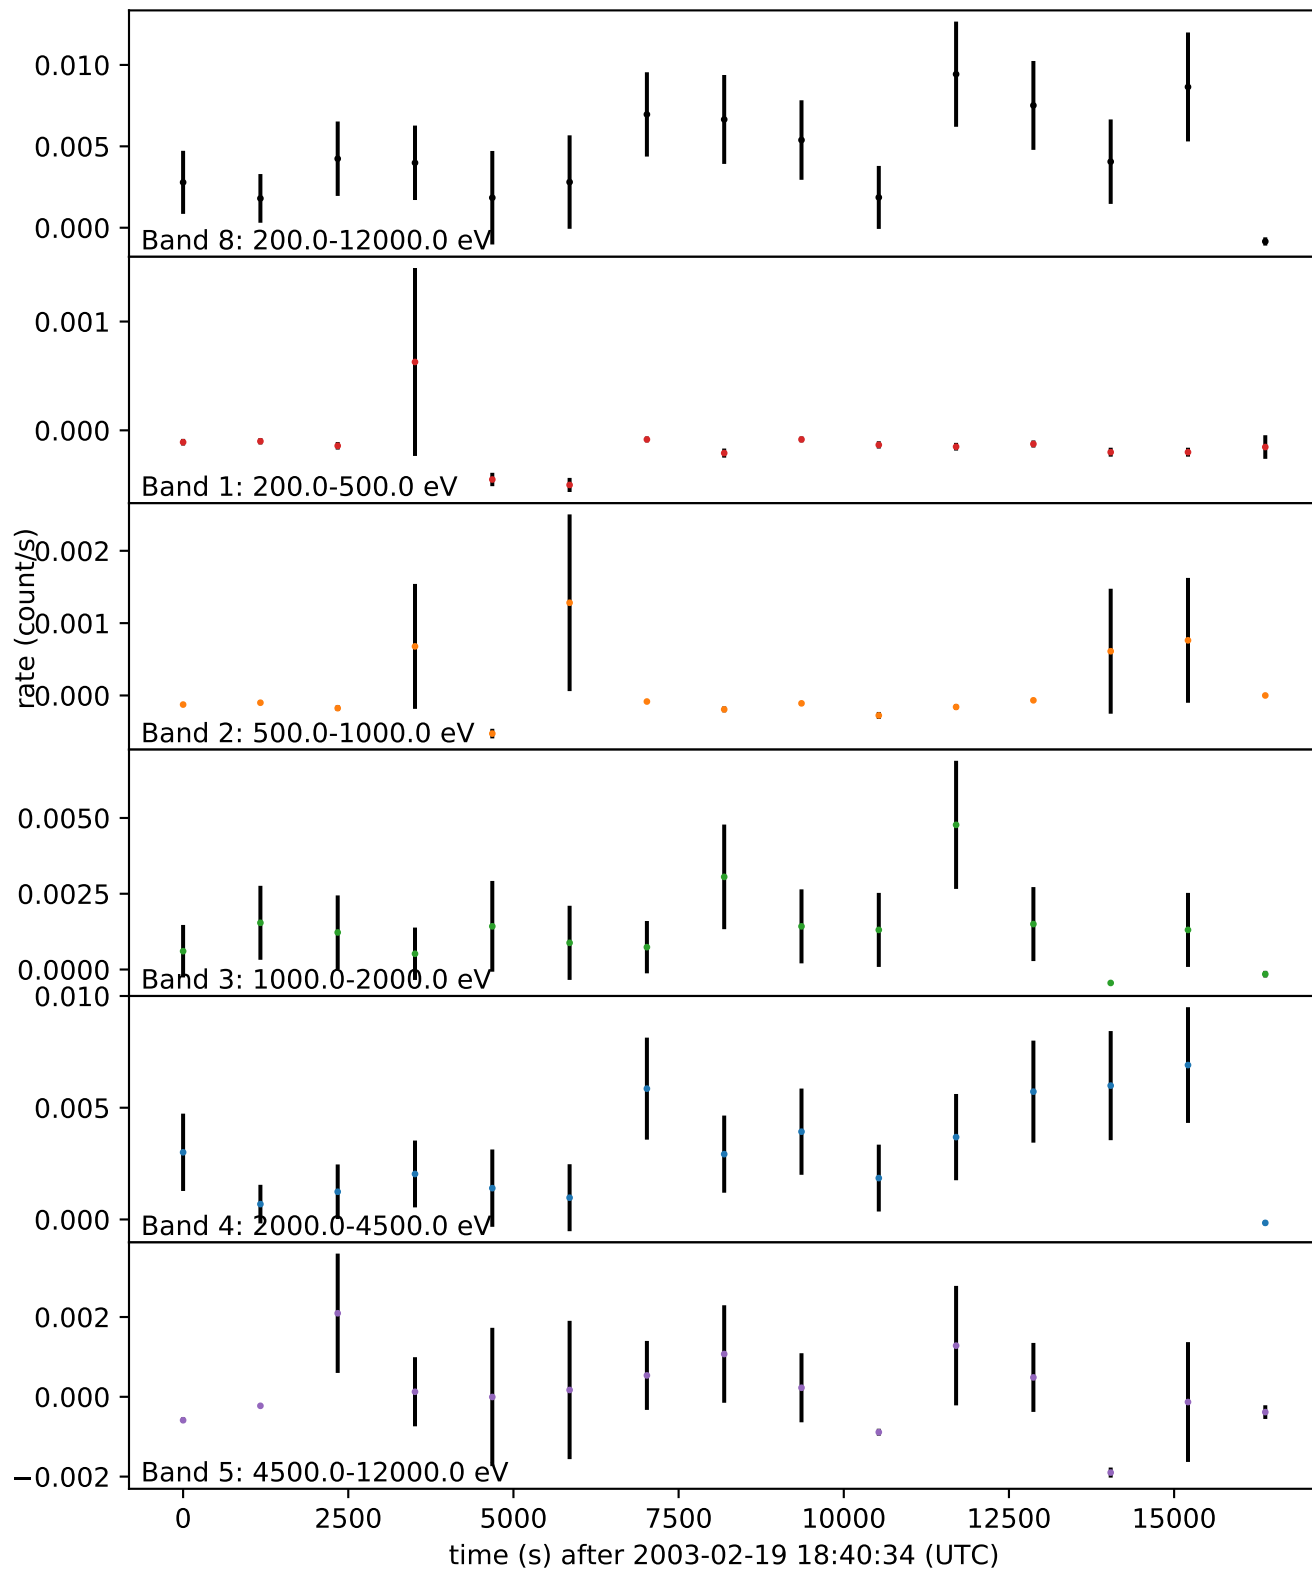 0.010
0.005
0.000
Band 8: 200.0-12000.0 eV
0.001
0.000
Band 1: 200.0-500.0 eV
rate (count/s)
0.002
0.001
0.000
Band 2: 500.0-1000.0 eV
0.0050
0.0025
0.0000
Band 3: 1000.0-2000.0 eV
0.010
0.005
0.000
Band 4: 2000.0-4500.0 eV
0.002
0.000
−0.002
Band 5: 4500.0-12000.0 eV
0 2500 5000 7500 10000 12500 15000
time (s) after 2003-02-19 18:40:34 (UTC)